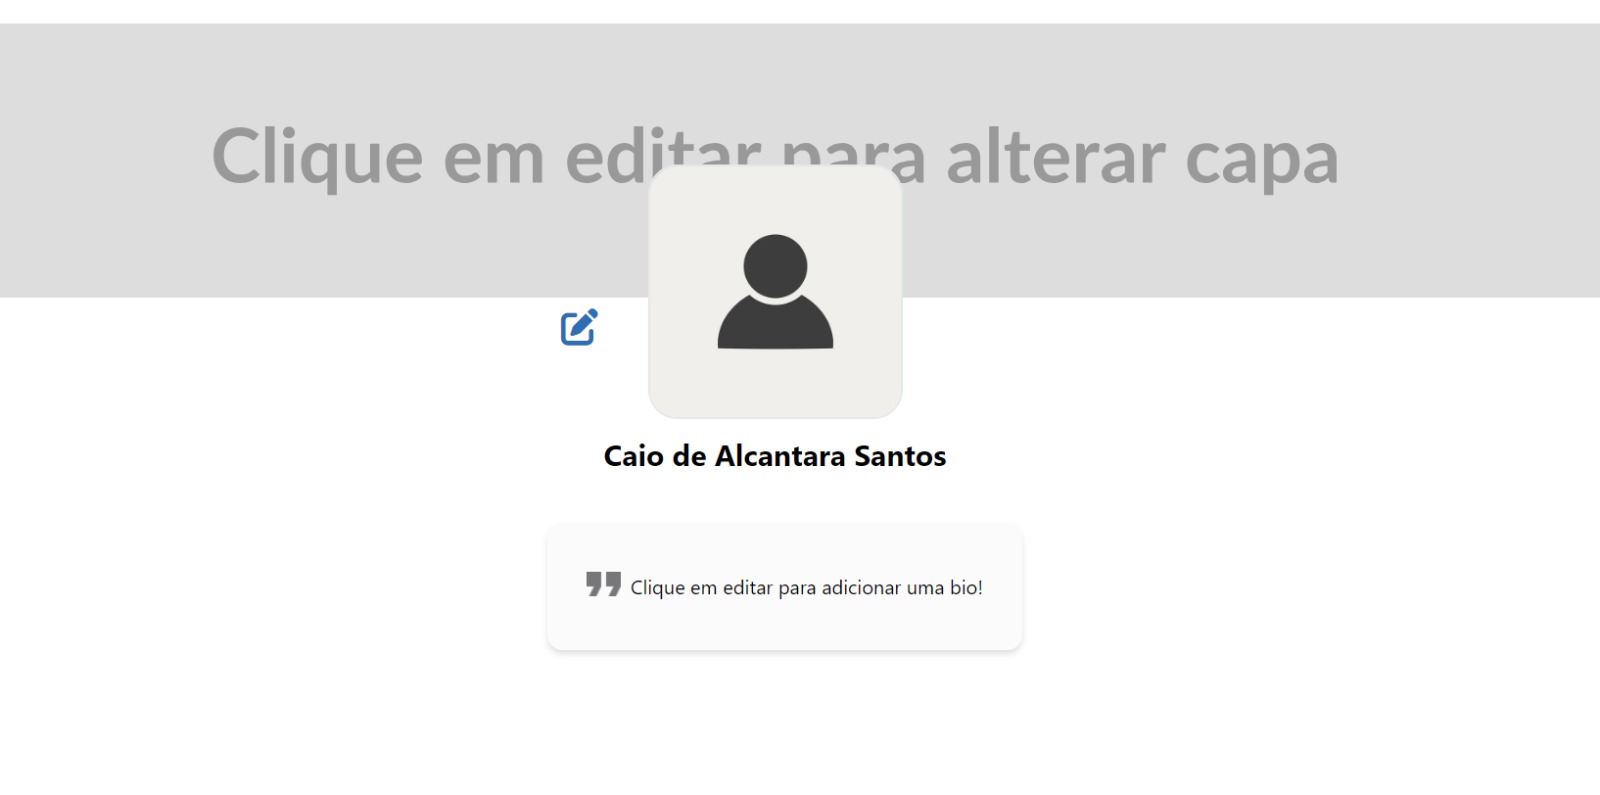 Clique em editar para alterar capa
Caio de Alcantara Santos
Clique em editar para adicionar uma bio!